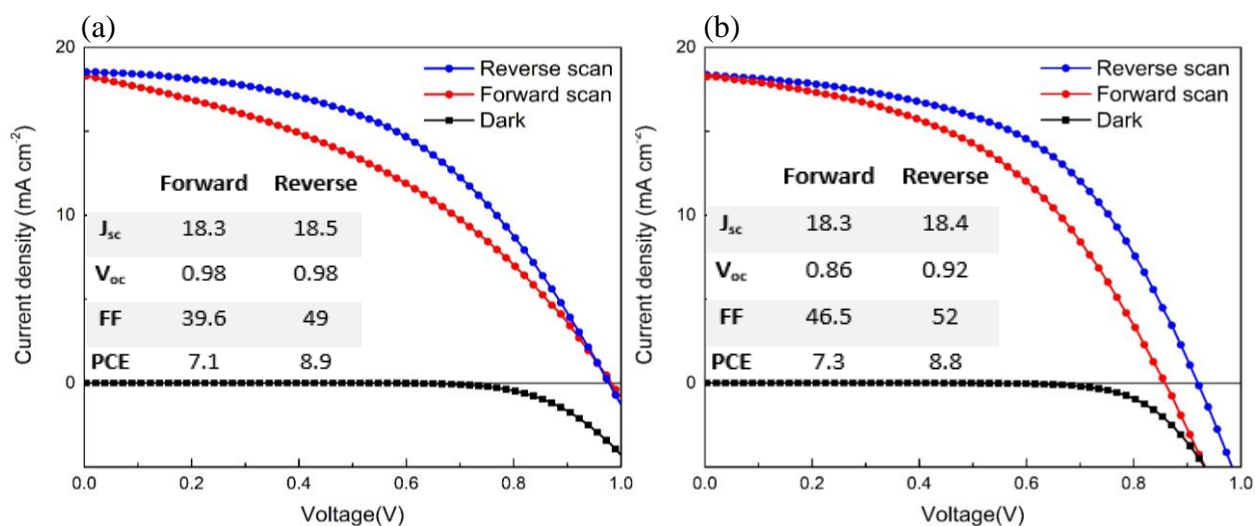 (a)
20
10
0
Current density (mA cm⁻²)
Reverse scan
Forward scan
Dark
Forward Reverse
Jsc 18.3 18.5
Voc 0.98 0.98
FF 39.6 49
PCE 7.1 8.9
0.0 0.2 0.4 0.6 0.8 1.0
Voltage(V)
(b)
20
10
0
Current density (mA cm⁻²)
Reverse scan
Forward scan
Dark
Forward Reverse
Jsc 18.3 18.4
Voc 0.86 0.92
FF 46.5 52
PCE 7.3 8.8
0.0 0.2 0.4 0.6 0.8 1.0
Voltage(V)